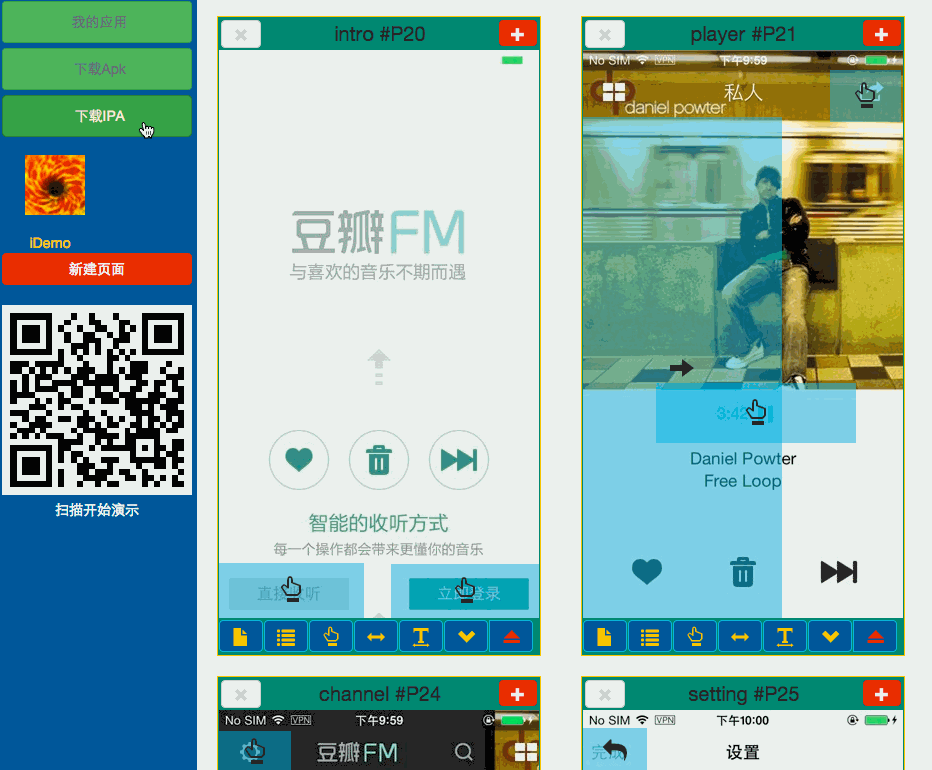 我的应用
下载Apk
下载IPA
iDemo
新建页面
扫描开始演示
intro #P20
豆瓣FM
与喜欢的音乐不期而遇
智能的收听方式
每一个操作都会带来更懂你的音乐
直接收听
立即登录
player #P21
No SIM VPN 下午9:59
私人
daniel powter
3:42
Daniel Powter
Free Loop
channel #P24
No SIM VPN 下午9:59
豆瓣FM
setting #P25
No SIM VPN 下午10:00
完成
设置